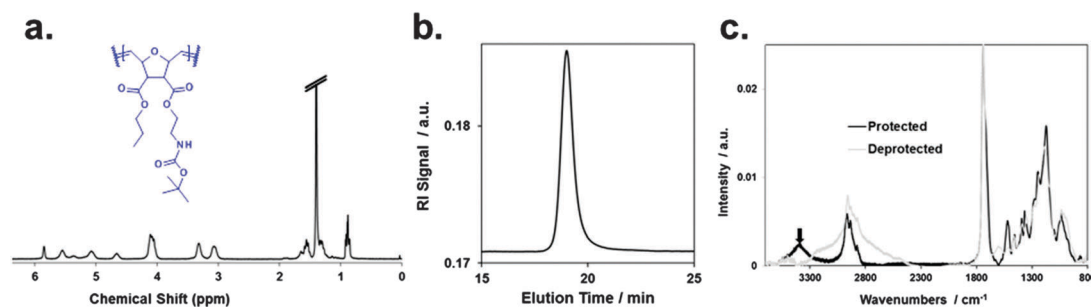 a.
b.
c.
O
O
O
O
O
NH
O
O
6
5
4
3
2
1
0
Chemical Shift (ppm)
RI Signal / a.u.
0.18
0.17
15
20
25
Elution Time / min
Intensity / a.u.
0.02
0.01
0
Protected
Deprotected
3300
2800
2300
1800
1300
800
Wavenumbers / cm-1